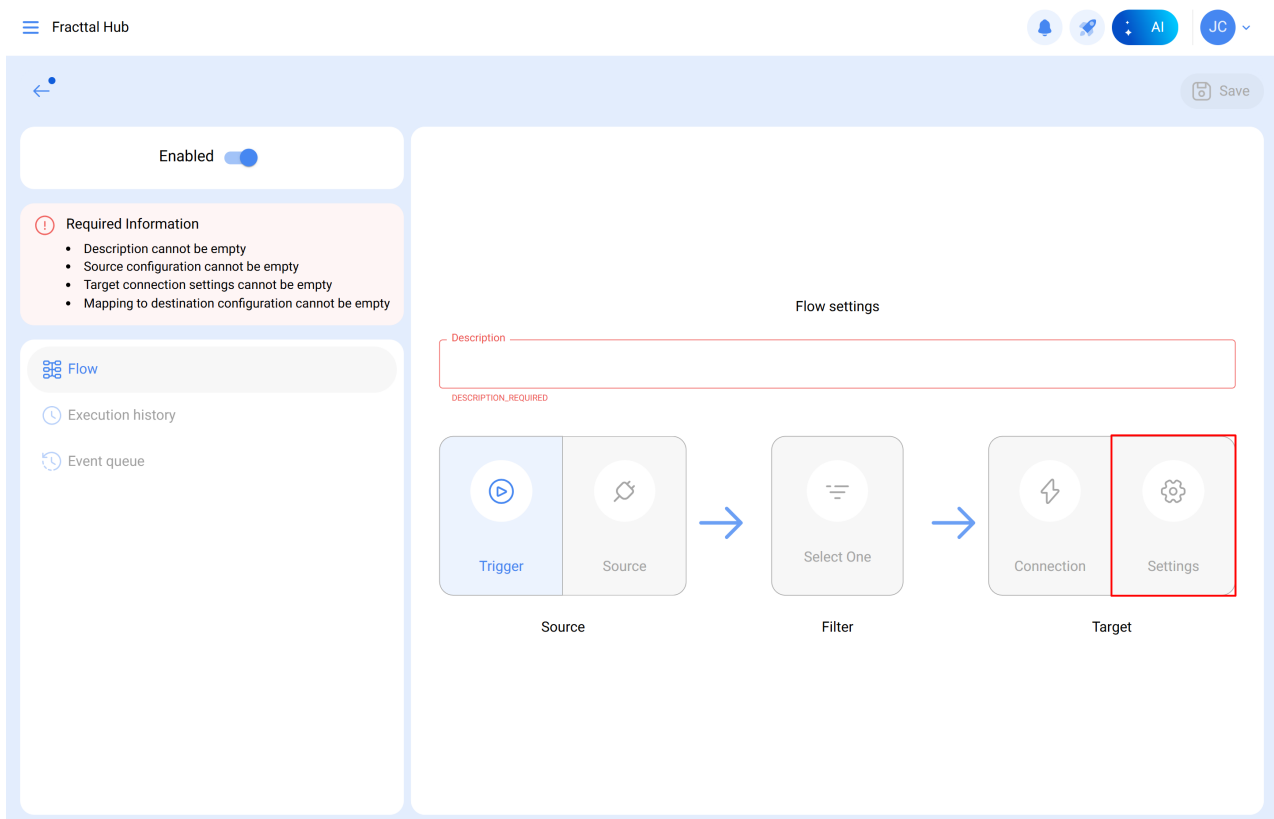 Fracttal Hub
AI
JC
Save
Enabled
Required Information
• Description cannot be empty
• Source configuration cannot be empty
• Target connection settings cannot be empty
• Mapping to destination configuration cannot be empty
Flow
Execution history
Event queue
Flow settings
Description
DESCRIPTION_REQUIRED
Trigger
Source
Select One
Connection
Settings
Source
Filter
Target